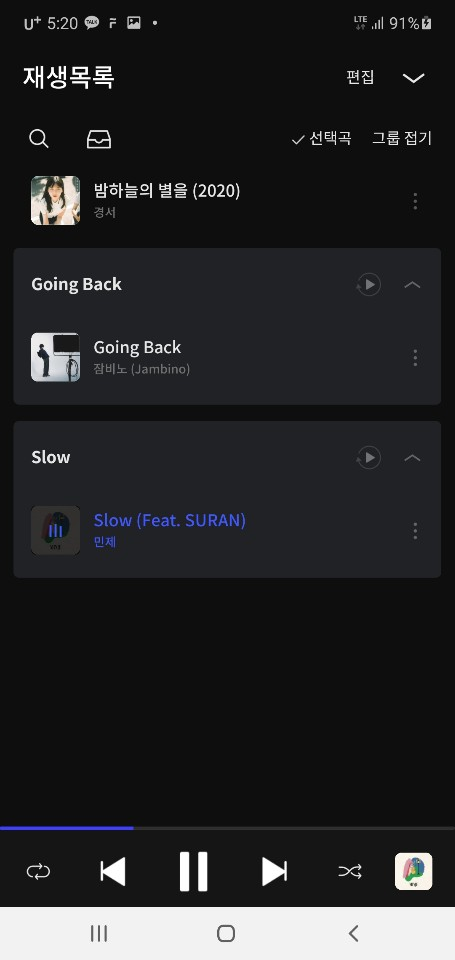 U+ 5:20 TALK F LTE 91%
재생목록 편집
선택곡 그룹 접기
밤하늘의 별을 (2020)
경서
Going Back
Going Back
잠비노 (Jambino)
Slow
Slow (Feat. SURAN)
민제